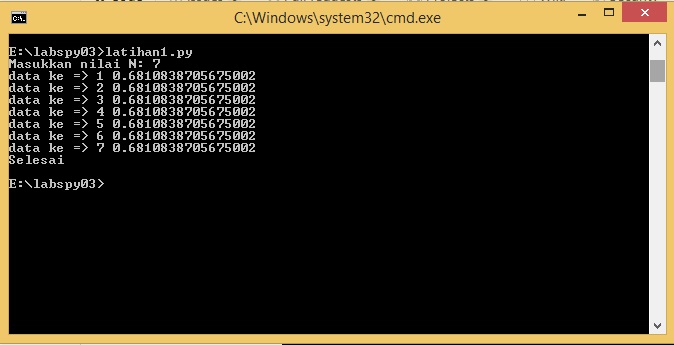 C:\Windows\system32\cmd.exe
E:\labspy03>latihan1.py
Masukkan nilai N: 7
data ke => 1 0.6810838705675002
data ke => 2 0.6810838705675002
data ke => 3 0.6810838705675002
data ke => 4 0.6810838705675002
data ke => 5 0.6810838705675002
data ke => 6 0.6810838705675002
data ke => 7 0.6810838705675002
Selesai
E:\labspy03>